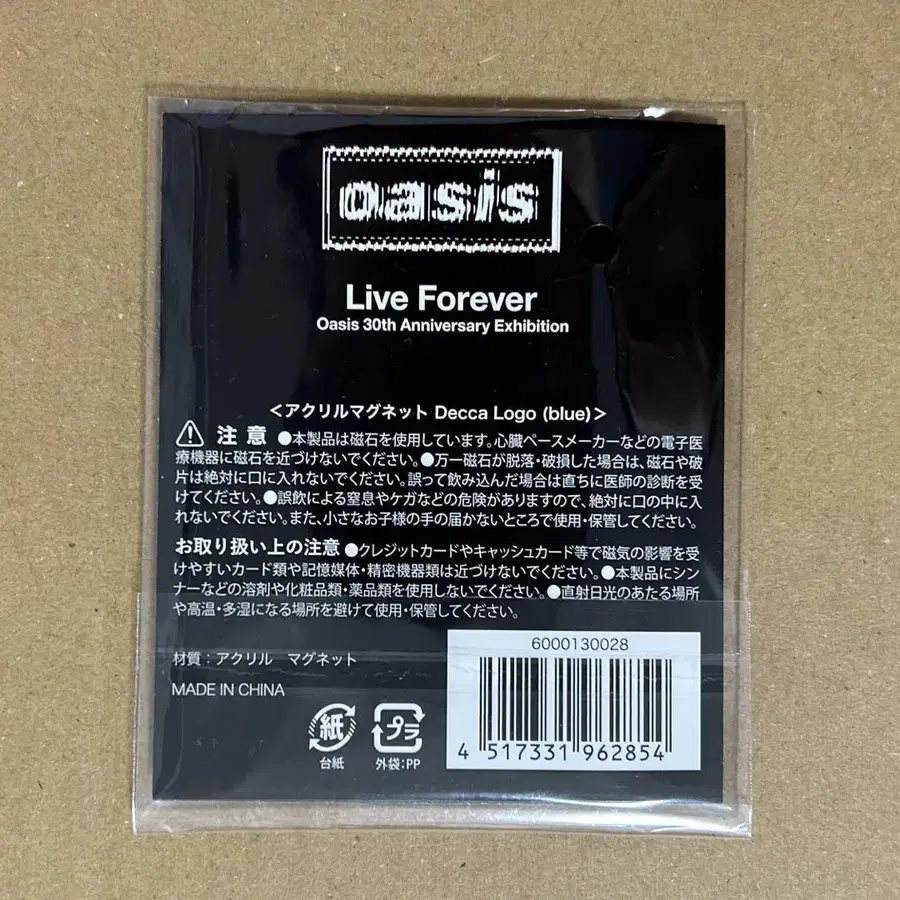 oasis
Live Forever
Oasis 30th Anniversary Exhibition
＜アクリルマグネット Decca Logo (blue)＞
注意 ●本製品は磁石を使用しています。心臓ペースメーカーなどの電子医
療機器に磁石を近づけないでください。●万一磁石が脱落・破損した場合は、磁石や破
片は絶対に口に入れないでください。誤って飲み込んだ場合は直ちに医師の診断を受
けてください。●誤飲による窒息やケガなどの危険がありますので、絶対に口の中に入
れないでください。また、小さなお子様の手の届かないところで使用・保管してください。
お取り扱い上の注意 ●クレジットカードやキャッシュカード等で磁気の影響を受
けやすいカード類や記憶媒体・精密機器類は近づけないでください。●本製品にシン
ナーなどの溶剤や化粧品類・薬品類を使用しないでください。●直射日光のあたる場所
や高温・多湿になる場所を避けて使用・保管してください。
材質：アクリル　マグネット
MADE IN CHINA
紙
台紙
プラ
外袋：PP
6000130028
4 517331 962854